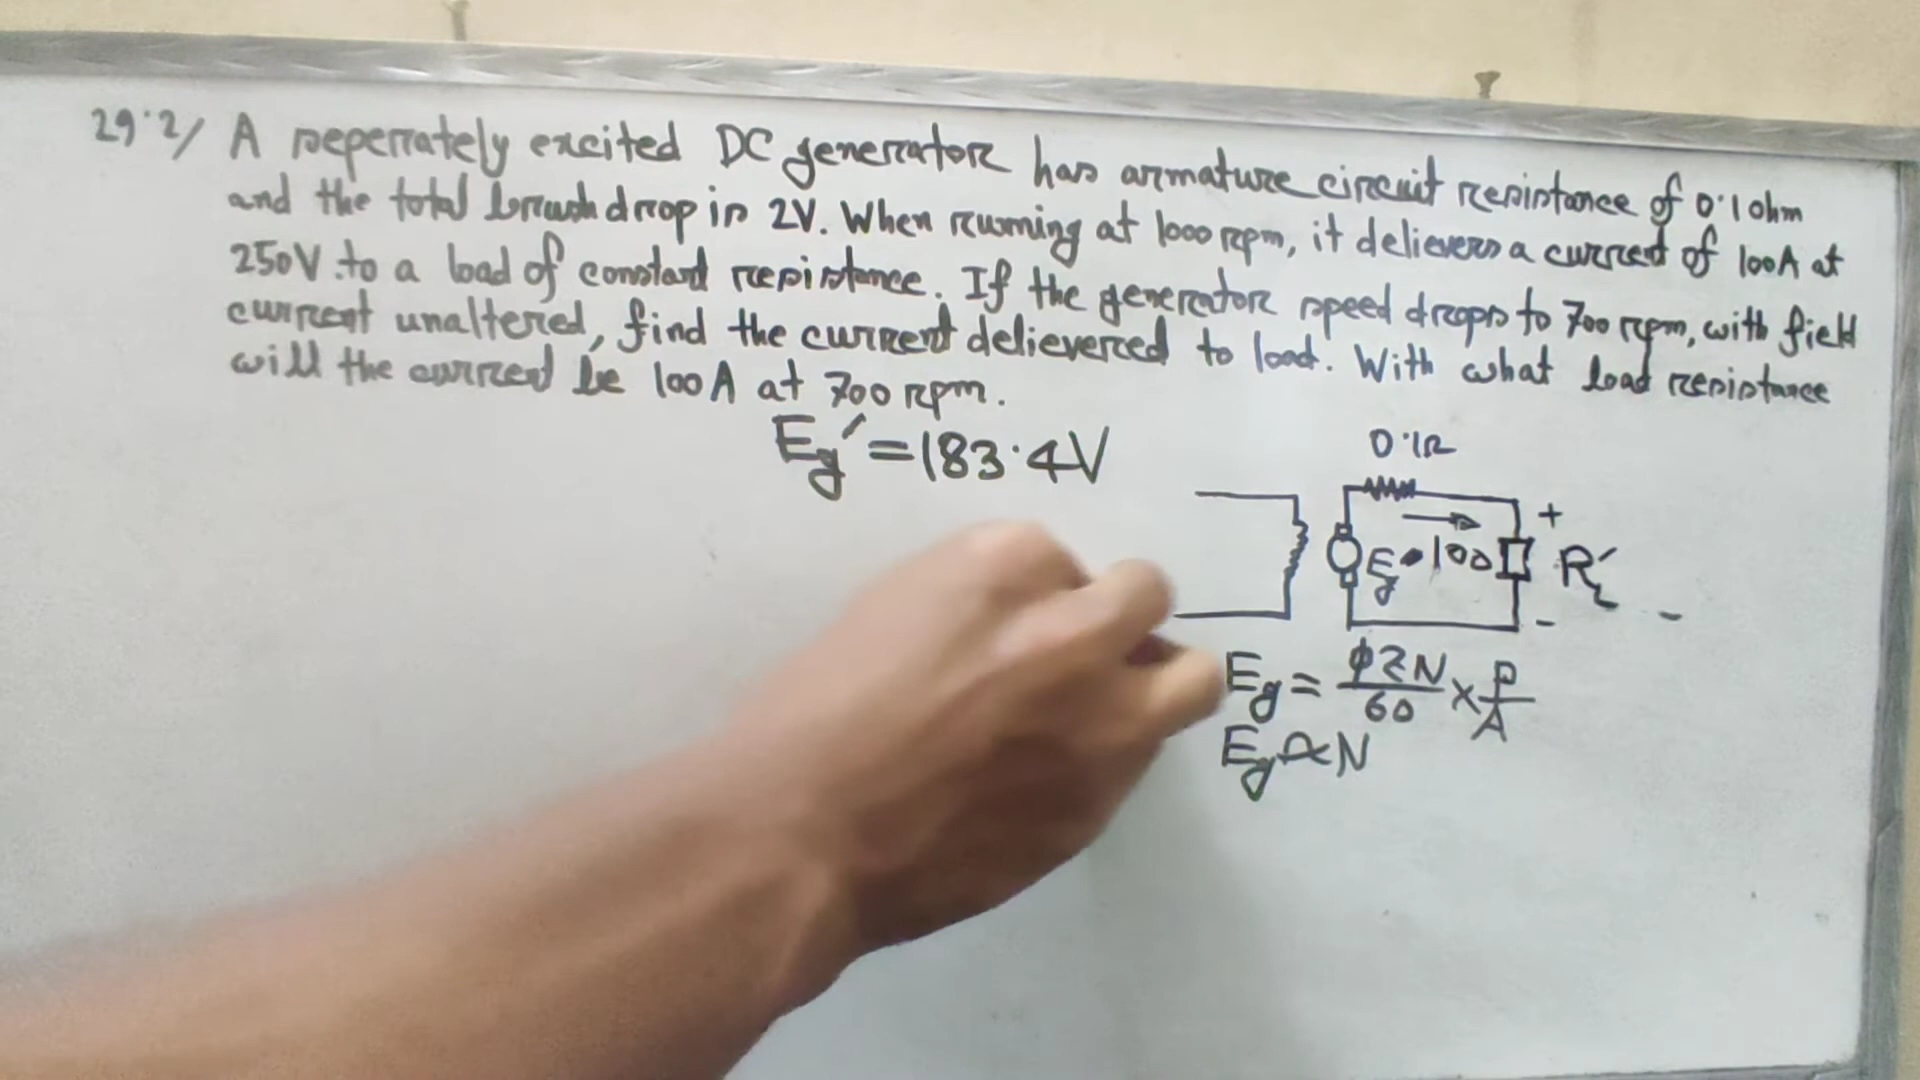 29.2/ A seperately excited DC generator has armature circuit resistance of 0.1 ohm
and the total brush drop is 2V. When running at 1000 rpm, it delievers a current of 100A at
250V to a load of constant resistance. If the generator speed drops to 700 rpm, with field
current unaltered, find the current delievered to load. With what load resistance
will the current be 100A at 700 rpm.
Eg′ = 183.4V
0.1Ω
+
Eg 100 RL′
-
Eg = ϕZN/60 × P/A
Eg ∝ N